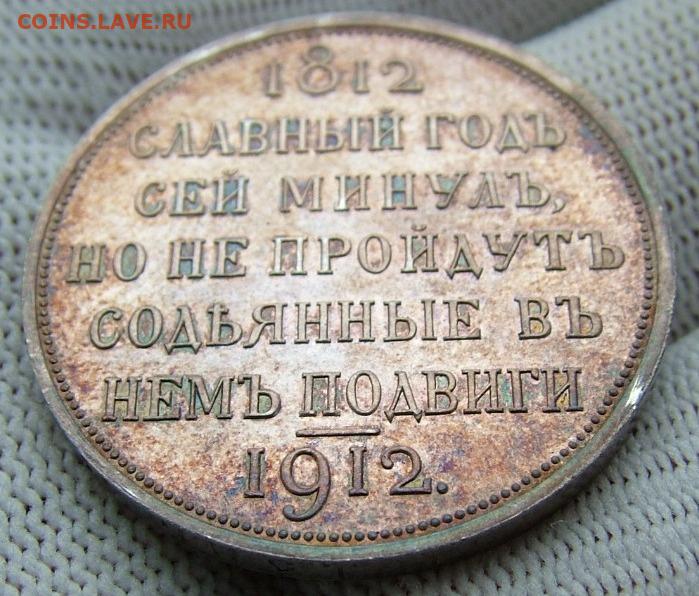 COINS.LAVE.RU
1812
СЛАВНЫЙ ГОДЪ
СЕЙ МИНУЛЪ,
НО НЕ ПРОЙДУТЪ
СОДѢЯННЫЕ ВЪ
НЕМЪ ПОДВИГИ
1912.